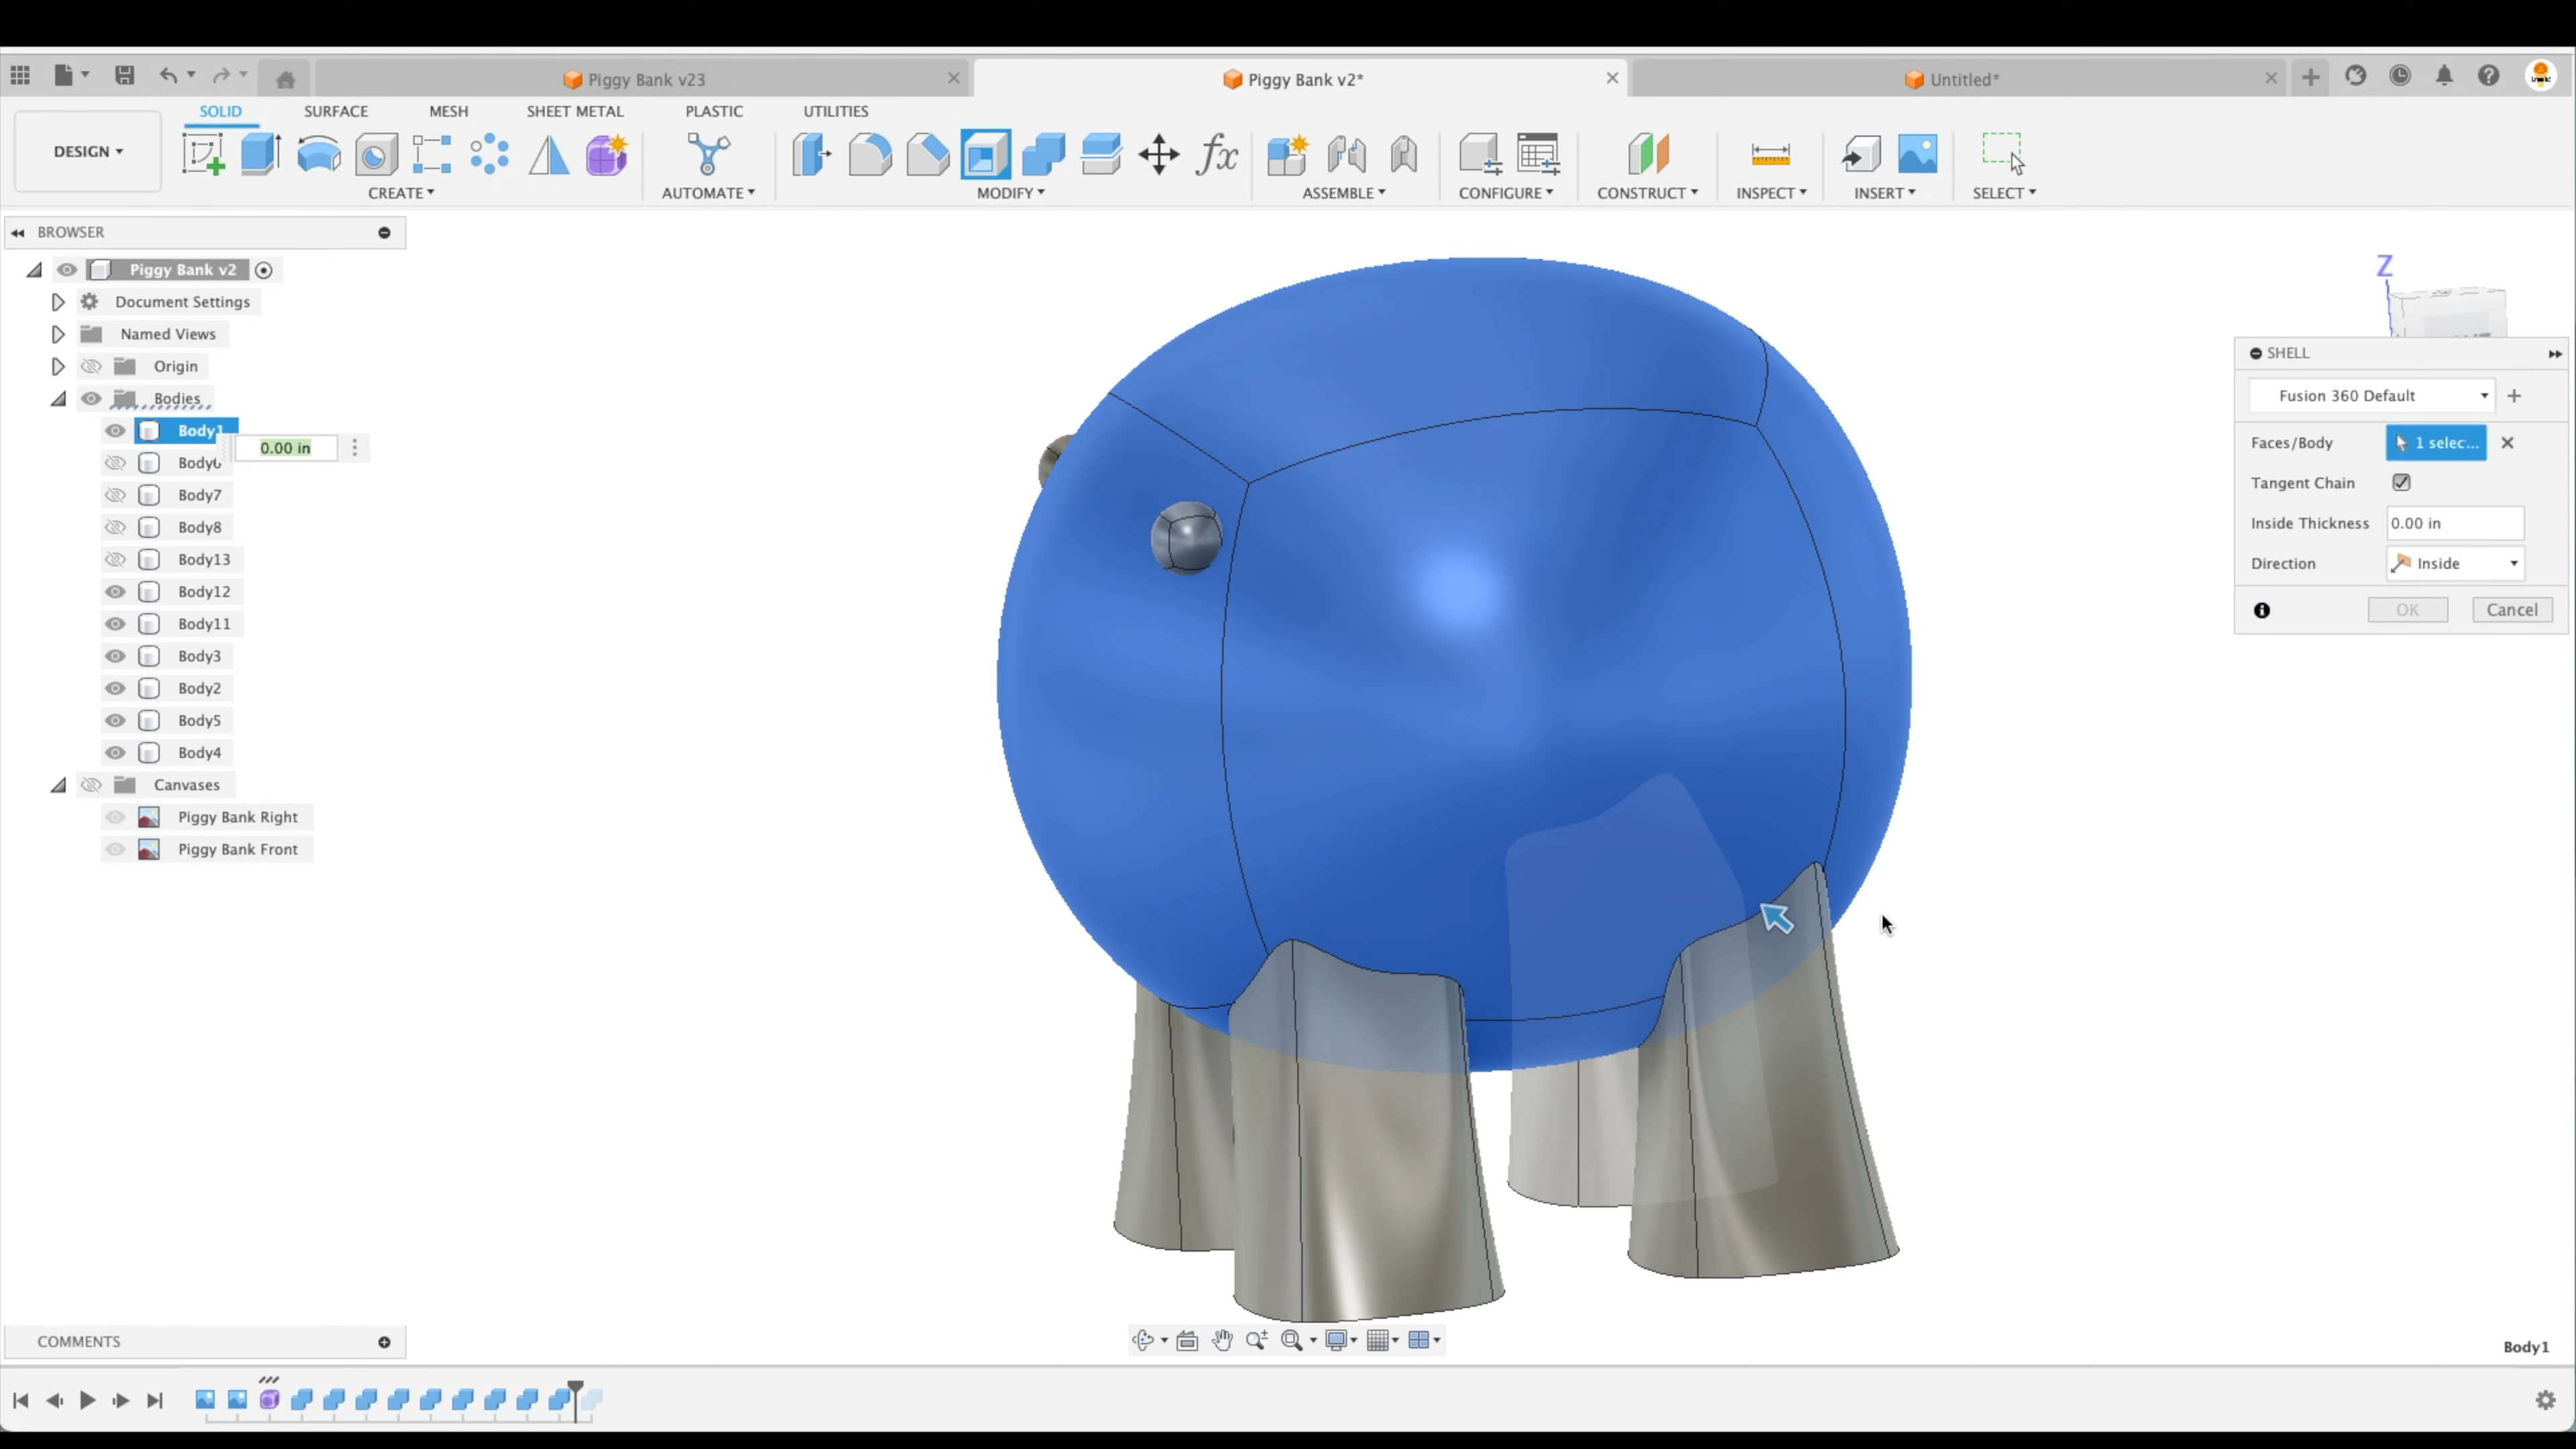 Piggy Bank v23
Piggy Bank v2*
Untitled*
SOLID
SURFACE
MESH
SHEET METAL
PLASTIC
UTILITIES
DESIGN
CREATE
AUTOMATE
MODIFY
fx
ASSEMBLE
CONFIGURE
CONSTRUCT
INSPECT
INSERT
SELECT
BROWSER
Piggy Bank v2
Document Settings
Named Views
Origin
Bodies
Body1
0.00 in
Body7
Body8
Body13
Body12
Body11
Body3
Body2
Body5
Body4
Canvases
Piggy Bank Right
Piggy Bank Front
Z
SHELL
Fusion 360 Default
Faces/Body
1 selec...
Tangent Chain
Inside Thickness
0.00 in
Direction
Inside
OK
Cancel
COMMENTS
Body1